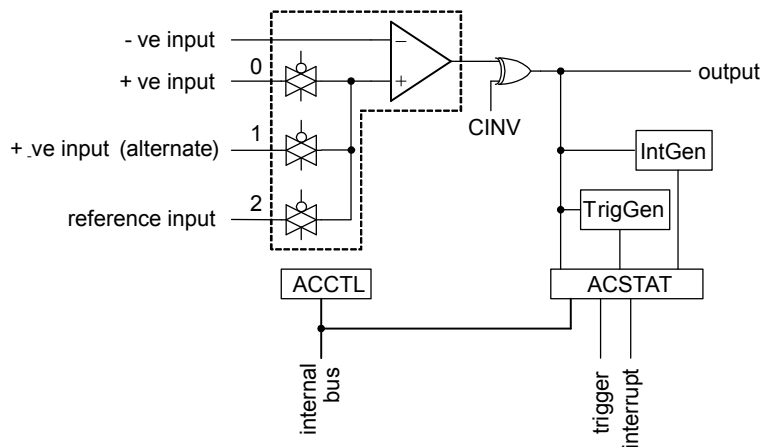 - ve input
+ ve input
0
output
CINV
+ ve input (alternate)
1
IntGen
TrigGen
reference input
2
ACCTL
ACSTAT
internal
bus
trigger
interrupt